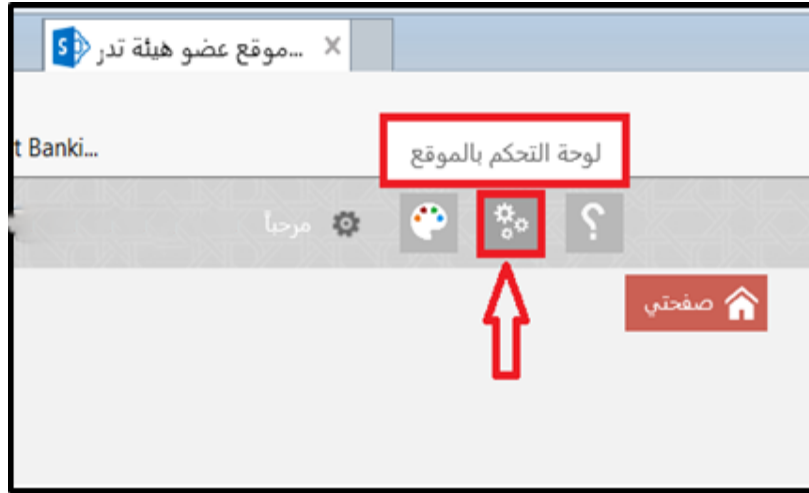 موقع عضو هيئة تدر...
t Banki...
لوحة التحكم بالموقع
مرحباً
صفحتي